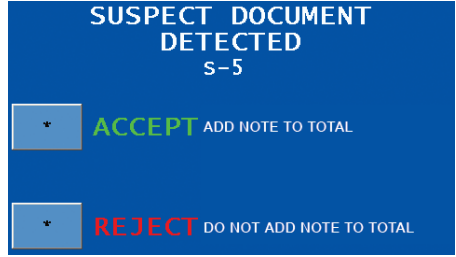 SUSPECT DOCUMENT
DETECTED
S-5
* ACCEPT ADD NOTE TO TOTAL
* REJECT DO NOT ADD NOTE TO TOTAL